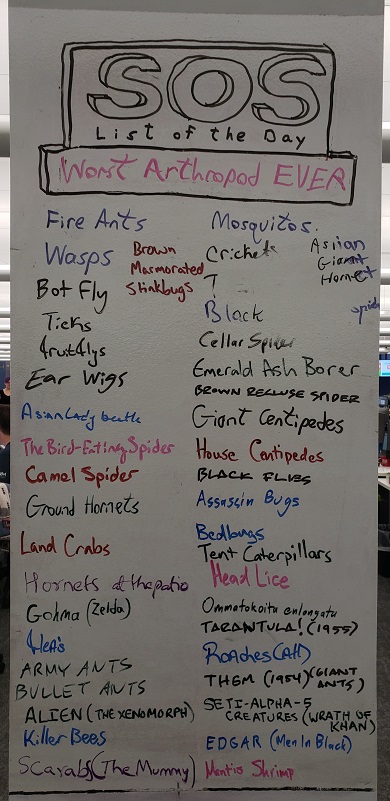 SOS
List of the Day
Worst Arthropod EVER
Fire Ants
Wasps
Brown
Marmorated
Stinkbugs
Bot Fly
Ticks
fruitflys
Ear Wigs
Asian Lady beetle
The Bird-Eating Spider
Camel Spider
Ground Hornets
Land Crabs
Hornets at the patio
Gohma (Zelda)
fleas
ARMY ANTS
BULLET ANTS
ALIEN (THE XENOMORPH)
Killer Bees
Scarabs (The Mummy)
Mosquitos.
Crickets
Asiian
Giant
Hornet
T
Black
Cellar Spider
Emerald Ash Borer
BROWN RECLUSE SPIDER
Giant Centipedes
House Centipedes
BLACK FLIES
Assassin Bugs
Bedbugs
Tent Caterpillars
Head Lice
Ommatokoita elongata
TARANTULA! (1955)
Roaches (All)
THEM (1954) (GIANT
ANTS)
SETI-ALPHA-5
CREATURES (WRATH OF
KHAN)
EDGAR (Men In Black)
Mantis Shrimp